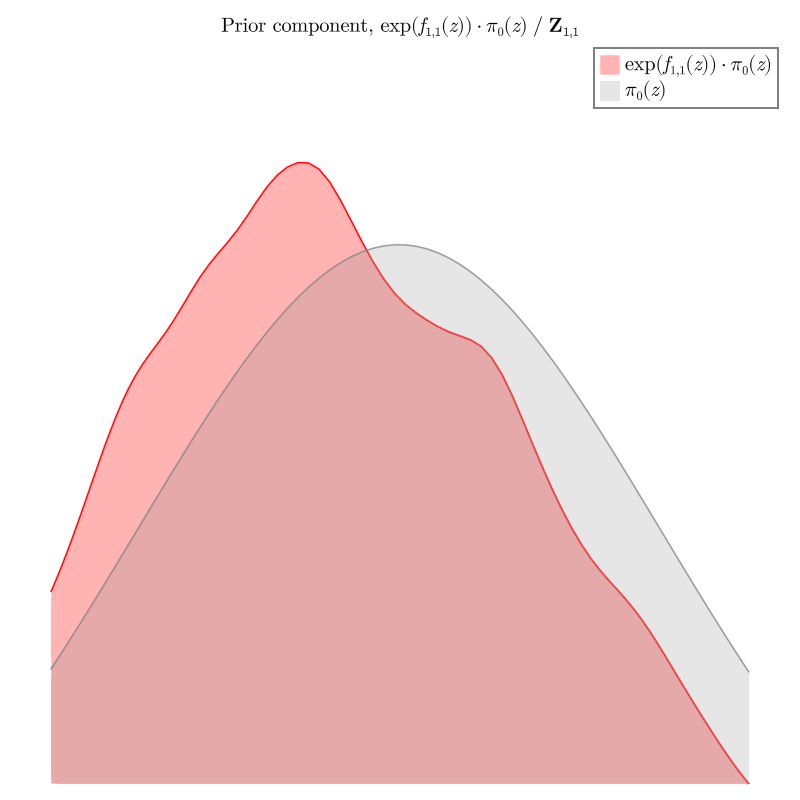 Prior component, exp(f₁,₁(z)) · π₀(z) / Z₁,₁
exp(f₁,₁(z)) · π₀(z)
π₀(z)